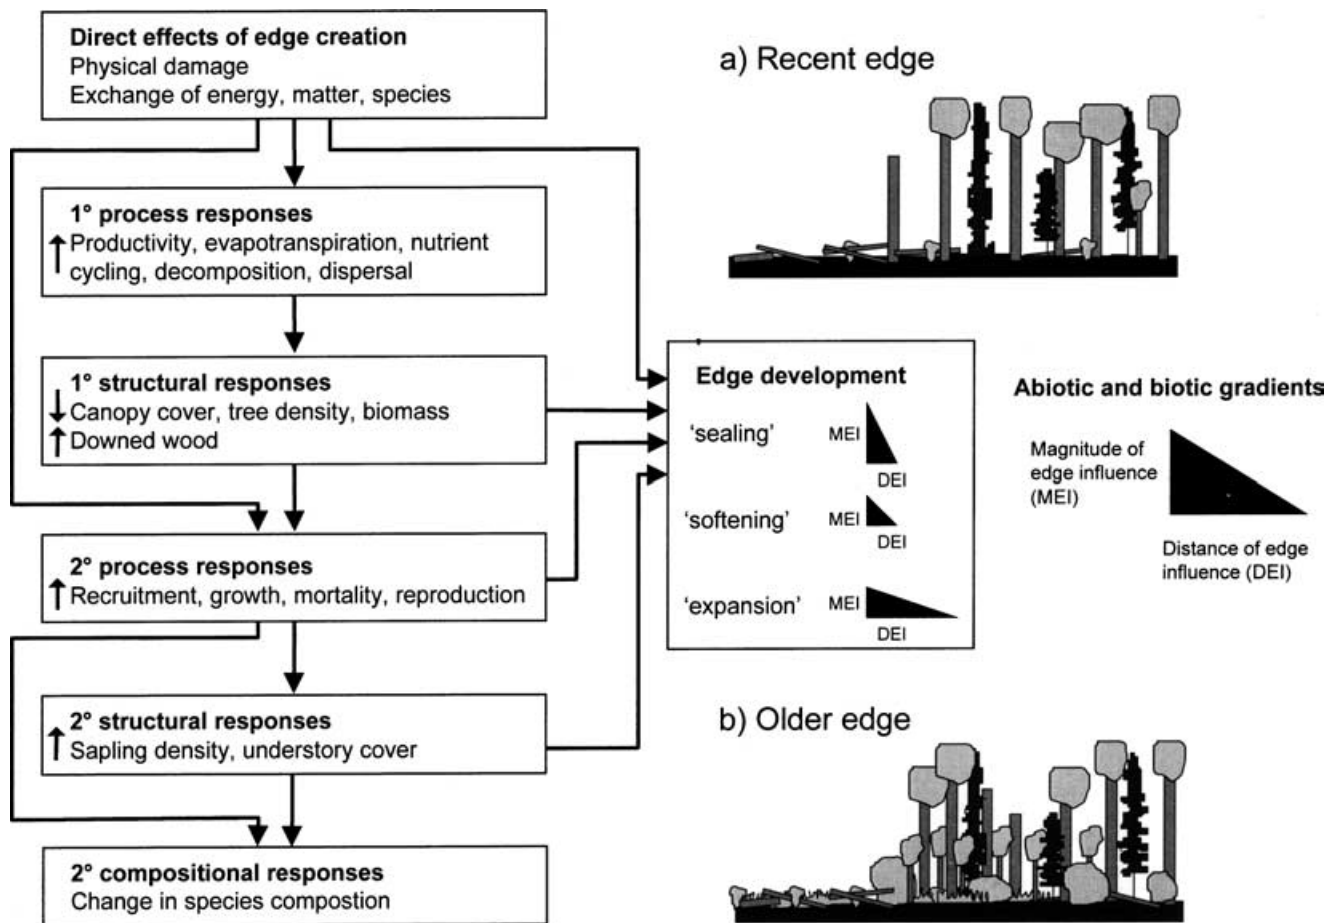 Direct effects of edge creation
Physical damage
Exchange of energy, matter, species
1° process responses
Productivity, evapotranspiration, nutrient
cycling, decomposition, dispersal
1° structural responses
Canopy cover, tree density, biomass
Downed wood
2° process responses
Recruitment, growth, mortality, reproduction
2° structural responses
Sapling density, understory cover
2° compositional responses
Change in species compostion
a) Recent edge
Edge development
'sealing'
MEI
DEI
'softening'
MEI
DEI
'expansion'
MEI
DEI
Abiotic and biotic gradients
Magnitude of
edge influence
(MEI)
Distance of edge
influence (DEI)
b) Older edge